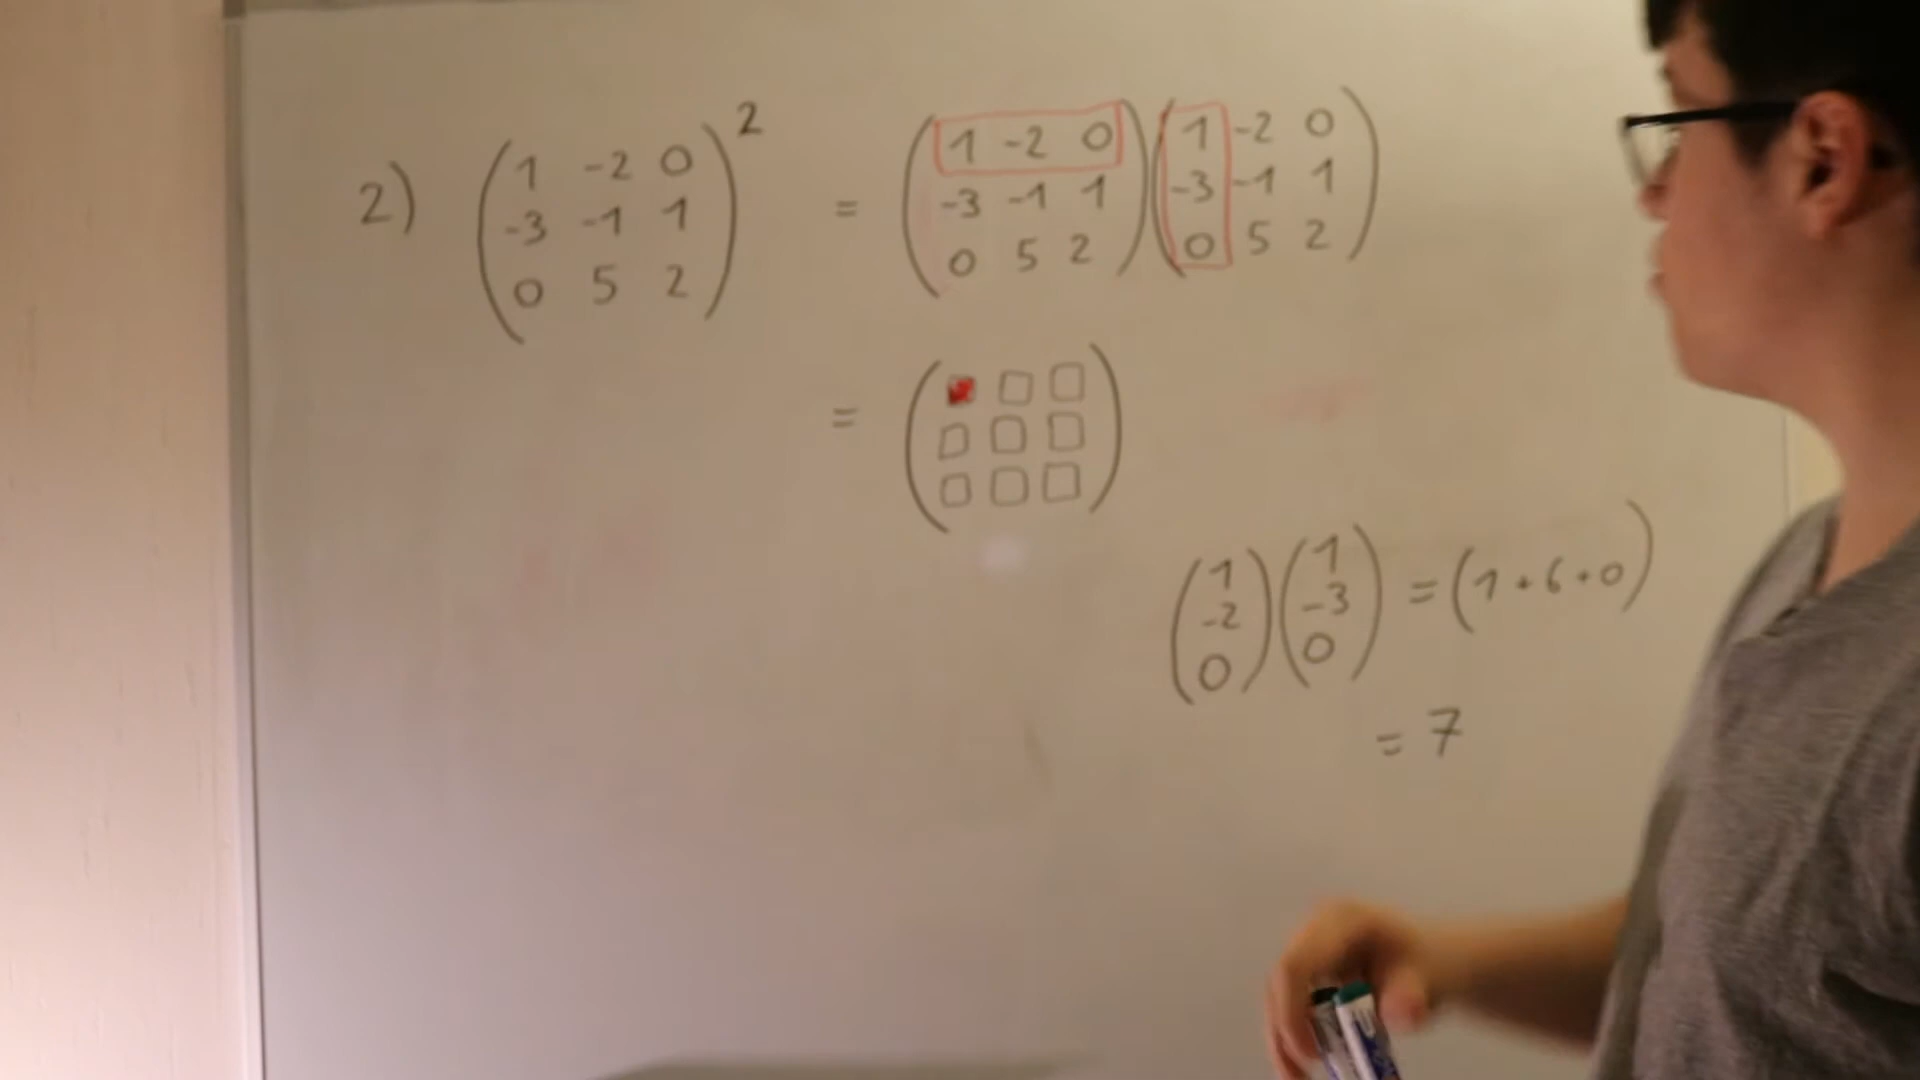 2) (1 -2 0
-3 -1 1
0 5 2)² = (1 -2 0
-3 -1 1
0 5 2)(1 -2 0
-3 -1 1
0 5 2)
= (□ □ □
□ □ □
□ □ □)
(1
-2
0)(1
-3
0) = (1 + 6 + 0)
= 7